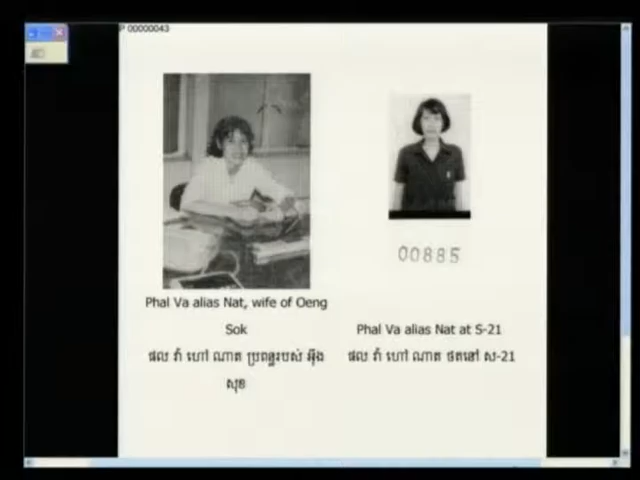 P 00000043
00885
Phal Va alias Nat, wife of Oeng
Sok
ផល វ៉ា ហៅ ណាត ប្រពន្ធរបស់ អ៊ឹង
សុខ
Phal Va alias Nat at S-21
ផល វ៉ា ហៅ ណាត ថតនៅ ស-21